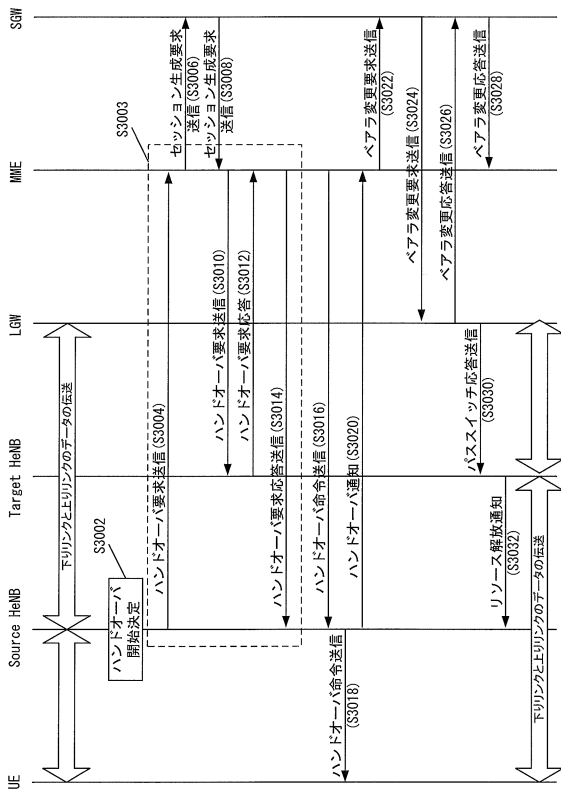 UE
Source HeNB
Target HeNB
LGW
MME
SGW
下りリンクと上りリンクのデータの伝送
S3002
ハンドオーバ
開始決定
S3003
ハンドオーバ要求送信(S3004)
セッション生成要求
送信(S3006)
セッション生成要求
送信(S3008)
ハンドオーバ要求送信(S3010)
ハンドオーバ要求応答(S3012)
ハンドオーバ要求応答送信(S3014)
ハンドオーバ命令送信(S3016)
ハンドオーバ命令送信
(S3018)
ハンドオーバ通知(S3020)
ベアラ変更要求送信
(S3022)
ベアラ変更要求送信(S3024)
ベアラ変更応答送信(S3026)
ベアラ変更応答送信
(S3028)
パススイッチ応答送信
(S3030)
リソース解放通知
(S3032)
下りリンクと上りリンクのデータの伝送